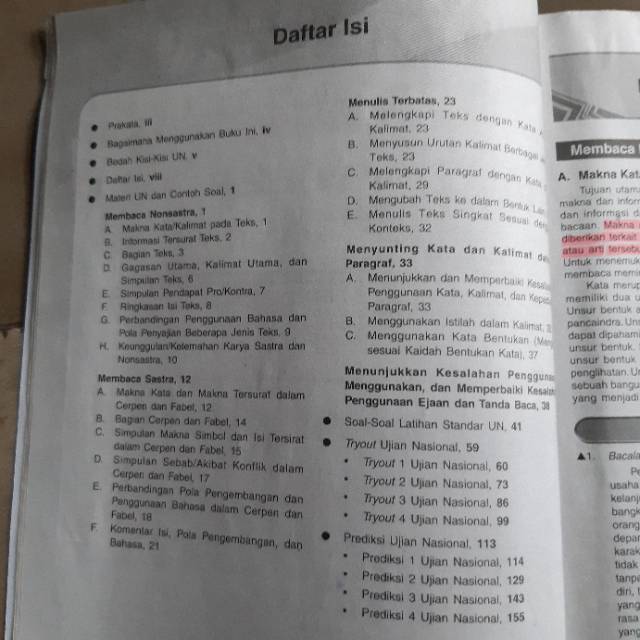 Daftar Isi
Prakata, iii
Bagaimana Menggunakan Buku Ini, iv
Bedah Kisi-Kisi UN, v
Daftar Isi, viii
Materi UN dan Contoh Soal, 1
Membaca Nonsastra, 1
A. Makna Kata/Kalimat pada Teks, 1
B. Informasi Tersurat Teks, 2
C. Bagian Teks, 3
D. Gagasan Utama, Kalimat Utama, dan
Simpulan Teks, 6
E. Simpulan Pendapat Pro/Kontra, 7
F. Ringkasan Isi Teks, 8
G. Perbandingan Penggunaan Bahasa dan
Pola Penyajian Beberapa Jenis Teks, 9
H. Keunggulan/Kelemahan Karya Sastra dan
Nonsastra, 10
Membaca Sastra, 12
A. Makna Kata dan Makna Tersurat dalam
Cerpen dan Fabel, 12
B. Bagian Cerpen dan Fabel, 14
C. Simpulan Makna Simbol dan Isi Tersirat
dalam Cerpen dan Fabel, 15
D. Simpulan Sebab/Akibat Konflik dalam
Cerpen dan Fabel, 17
E. Perbandingan Pola Pengembangan dan
Penggunaan Bahasa dalam Cerpen dan
Fabel, 18
F. Komentar Isi, Pola Pengembangan, dan
Bahasa, 21
Menulis Terbatas, 23
A. Melengkapi Teks dengan Kata
Kalimat, 23
B. Menyusun Urutan Kalimat Berbagai
Teks, 23
C. Melengkapi Paragraf dengan Kata
Kalimat, 29
D. Mengubah Teks ke dalam Bentuk
E. Menulis Teks Singkat Sesuai
Konteks, 32
Menyunting Kata dan Kalimat
Paragraf, 33
A. Menunjukkan dan Memperbaiki
Penggunaan Kata, Kalimat, dan
Paragraf, 33
B. Menggunakan Istilah dalam Kalimat,
C. Menggunakan Kata Bentukan
sesuai Kaidah Bentukan Kata), 37
Menunjukkan Kesalahan
Menggunakan, dan Memperbaiki
Penggunaan Ejaan dan Tanda Baca, 38
Soal-Soal Latihan Standar UN, 41
Tryout Ujian Nasional, 59
Tryout 1 Ujian Nasional, 60
Tryout 2 Ujian Nasional, 73
Tryout 3 Ujian Nasional, 86
Tryout 4 Ujian Nasional, 99
Prediksi Ujian Nasional, 113
Prediksi 1 Ujian Nasional, 114
Prediksi 2 Ujian Nasional, 129
Prediksi 3 Ujian Nasional, 143
Prediksi 4 Ujian Nasional, 155
Membaca
A. Makna
Tujuan
makna dan
dan informasi
bacaan. Makna
diberikan terkait
atau arti
membaca
Kata
memiliki dua
Unsur bentuk
pancaindra.
dapat dipahami
unsur bentuk.
unsur bentuk
penglihatan.
sebuah
yang menjadi
1.
usaha
yang
tidak
diri,
yang